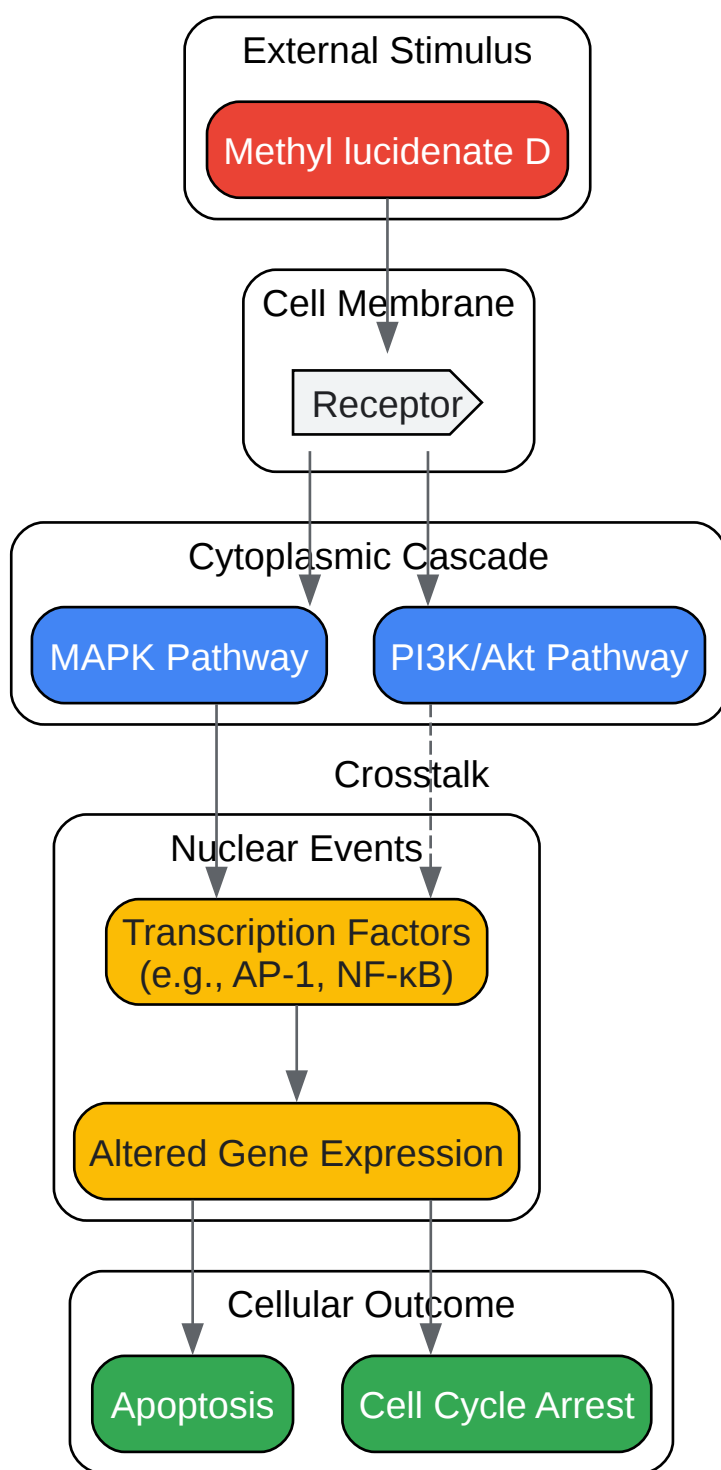 External Stimulus
Methyl lucidenate D
Cell Membrane
Receptor
Cytoplasmic Cascade
MAPK Pathway
PI3K/Akt Pathway
Crosstalk
Nuclear Events
Transcription Factors
(e.g., AP-1, NF-κB)
Altered Gene Expression
Cellular Outcome
Apoptosis
Cell Cycle Arrest